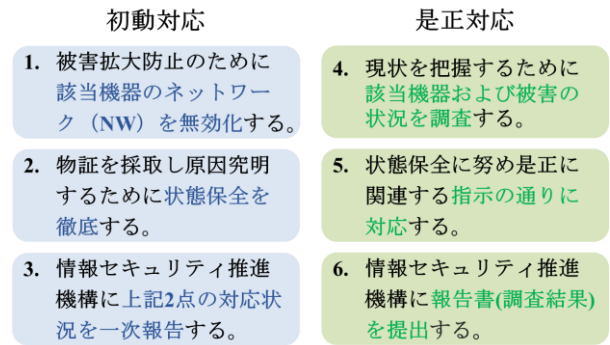 初動対応
1. 被害拡大防止のために
該当機器のネットワー
ク（NW）を無効化する。
2. 物証を採取し原因究明
するために状態保全を
徹底する。
3. 情報セキュリティ推進
機構に上記2点の対応状
況を一次報告する。
是正対応
4. 現状を把握するために
該当機器および被害の
状況を調査する。
5. 状態保全に努め是正に
関連する指示の通りに
対応する。
6. 情報セキュリティ推進
機構に報告書(調査結果)
を提出する。